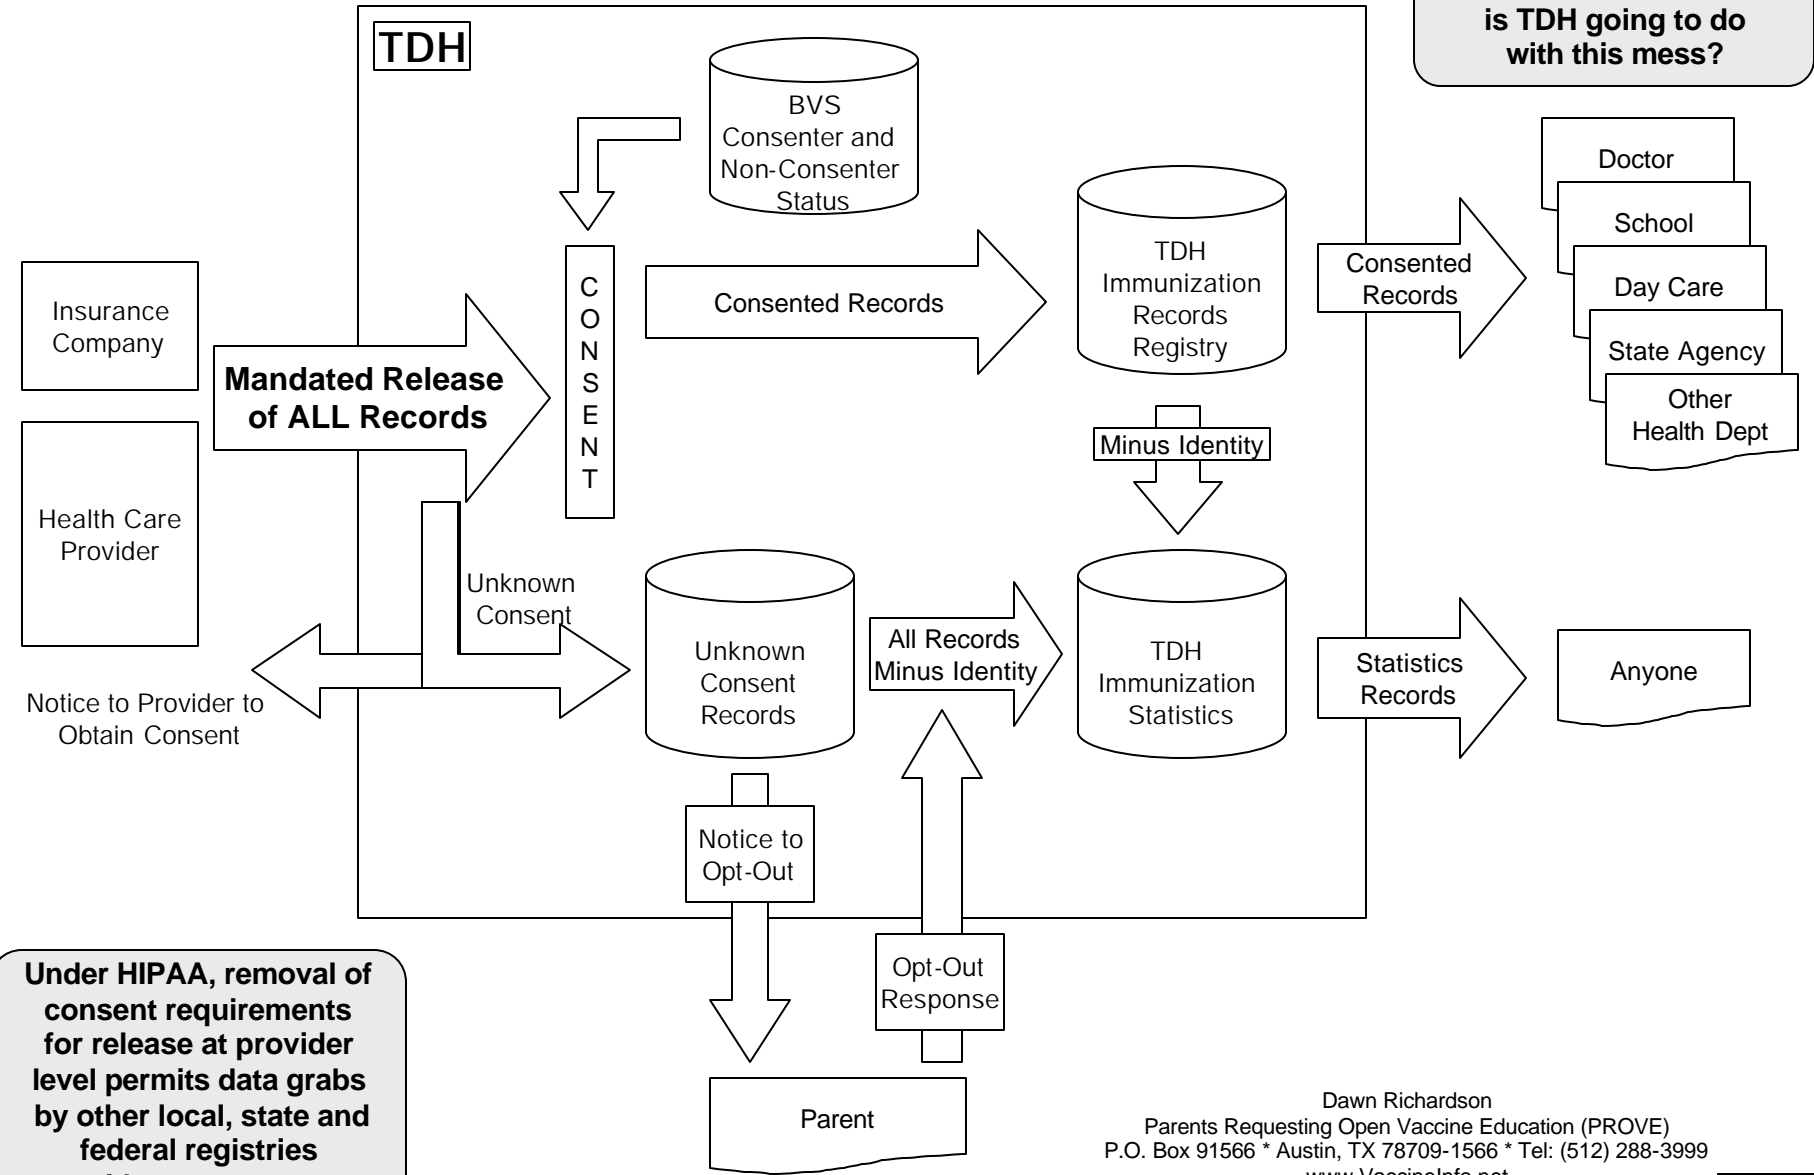 is TDH going to do
with this mess?
TDH
BVS
Consenter and
Non-Consenter
Status
Doctor
School
Day Care
State Agency
Other
Health Dept
Insurance
Company
Health Care
Provider
Mandated Release
of ALL Records
C
O
N
S
E
N
T
Consented Records
TDH
Immunization
Records
Registry
Consented
Records
Minus Identity
Unknown
Consent
Notice to Provider to
Obtain Consent
Unknown
Consent
Records
All Records
Minus Identity
TDH
Immunization
Statistics
Statistics
Records
Anyone
Notice to
Opt-Out
Opt-Out
Response
Parent
Under HIPAA, removal of
consent requirements
for release at provider
level permits data grabs
by other local, state and
federal registries
Dawn Richardson
Parents Requesting Open Vaccine Education (PROVE)
P.O. Box 91566 * Austin, TX 78709-1566 * Tel: (512) 288-3999
www.VaccineInfo.net